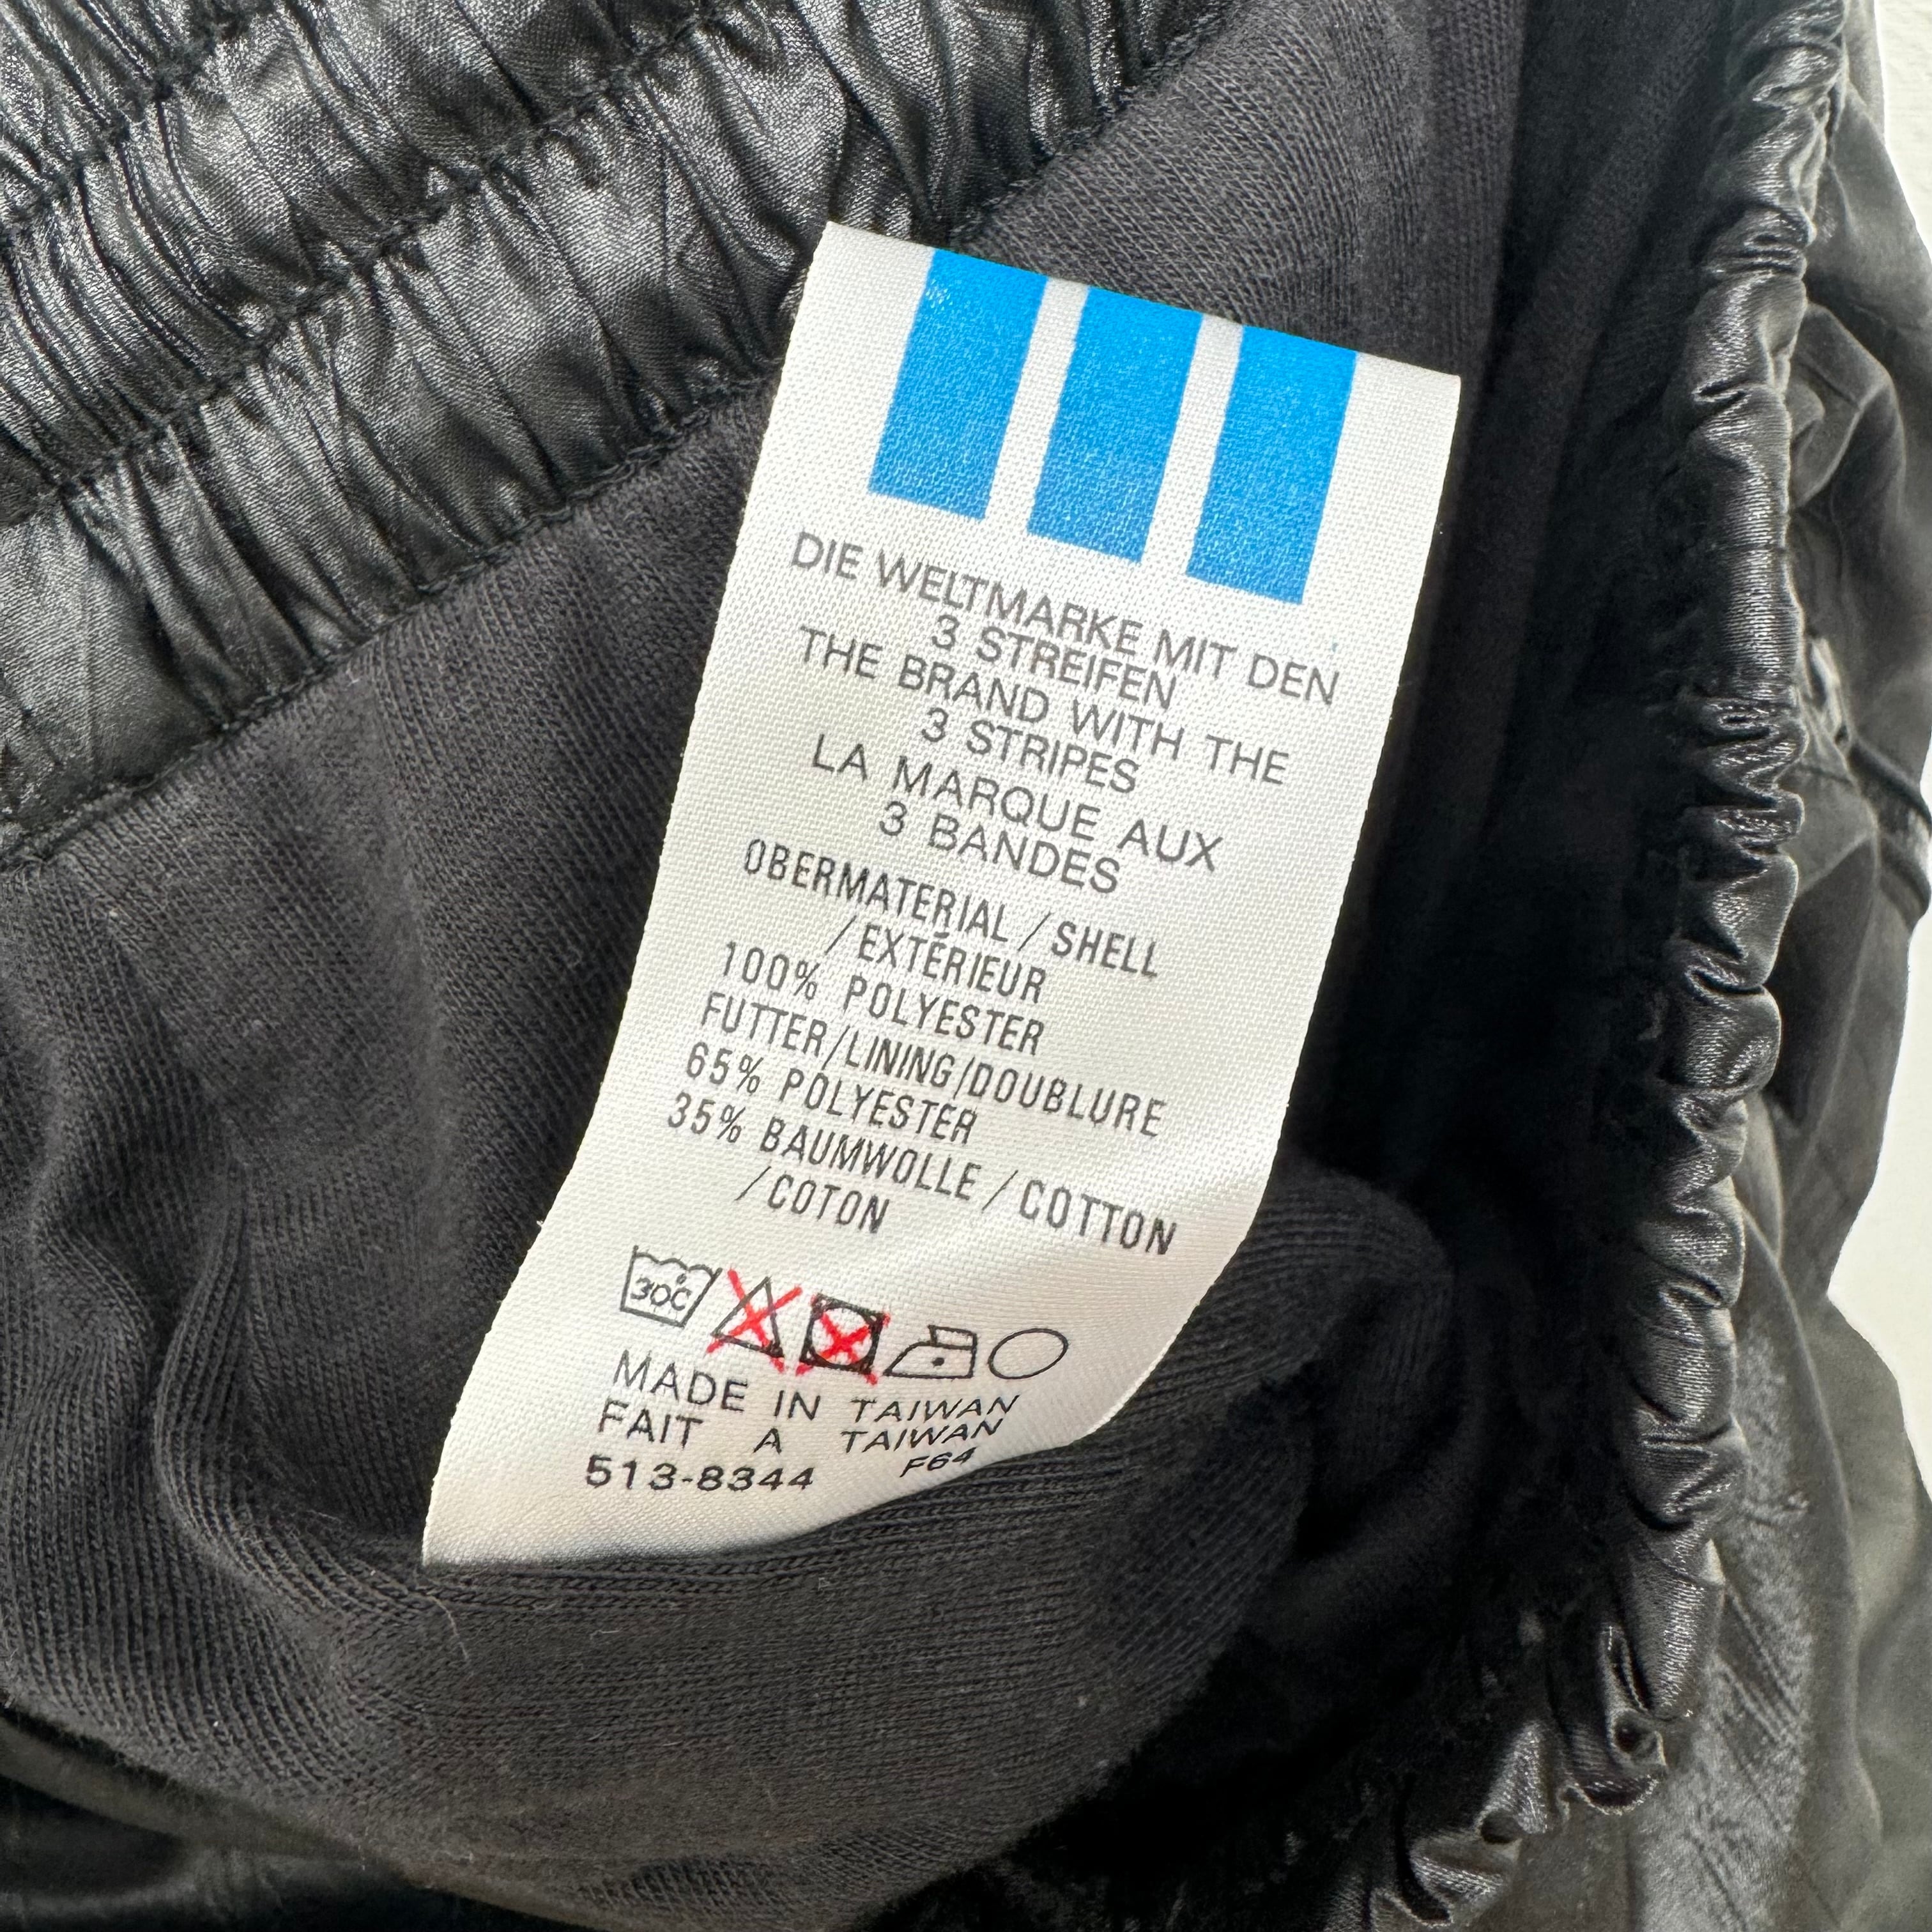 DIE WELTMARKE MIT DEN
3 STREIFEN
THE BRAND WITH THE
3 STRIPES
LA MARQUE AUX
3 BANDES
OBERMATERIAL / SHELL
/ EXTÉRIEUR
100% POLYESTER
FUTTER/LINING/DOUBLURE
65% POLYESTER
35% BAUMWOLLE / COTTON
/COTON
30°C
MADE IN TAIWAN
FAIT A TAIWAN
513-8344 F64